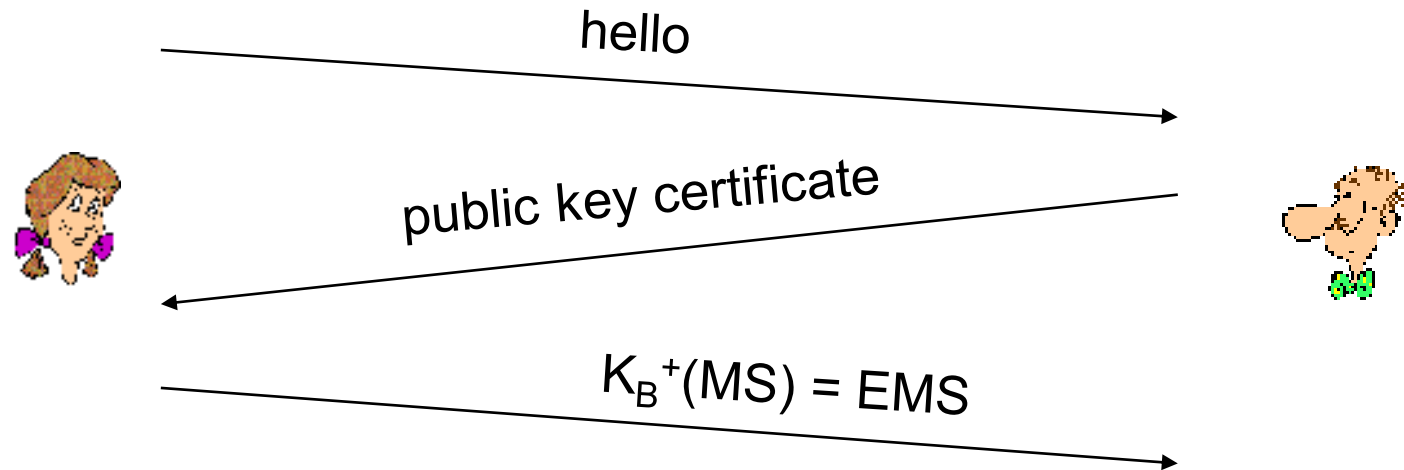 hello
public key certificate
K_B^+(MS) = EMS